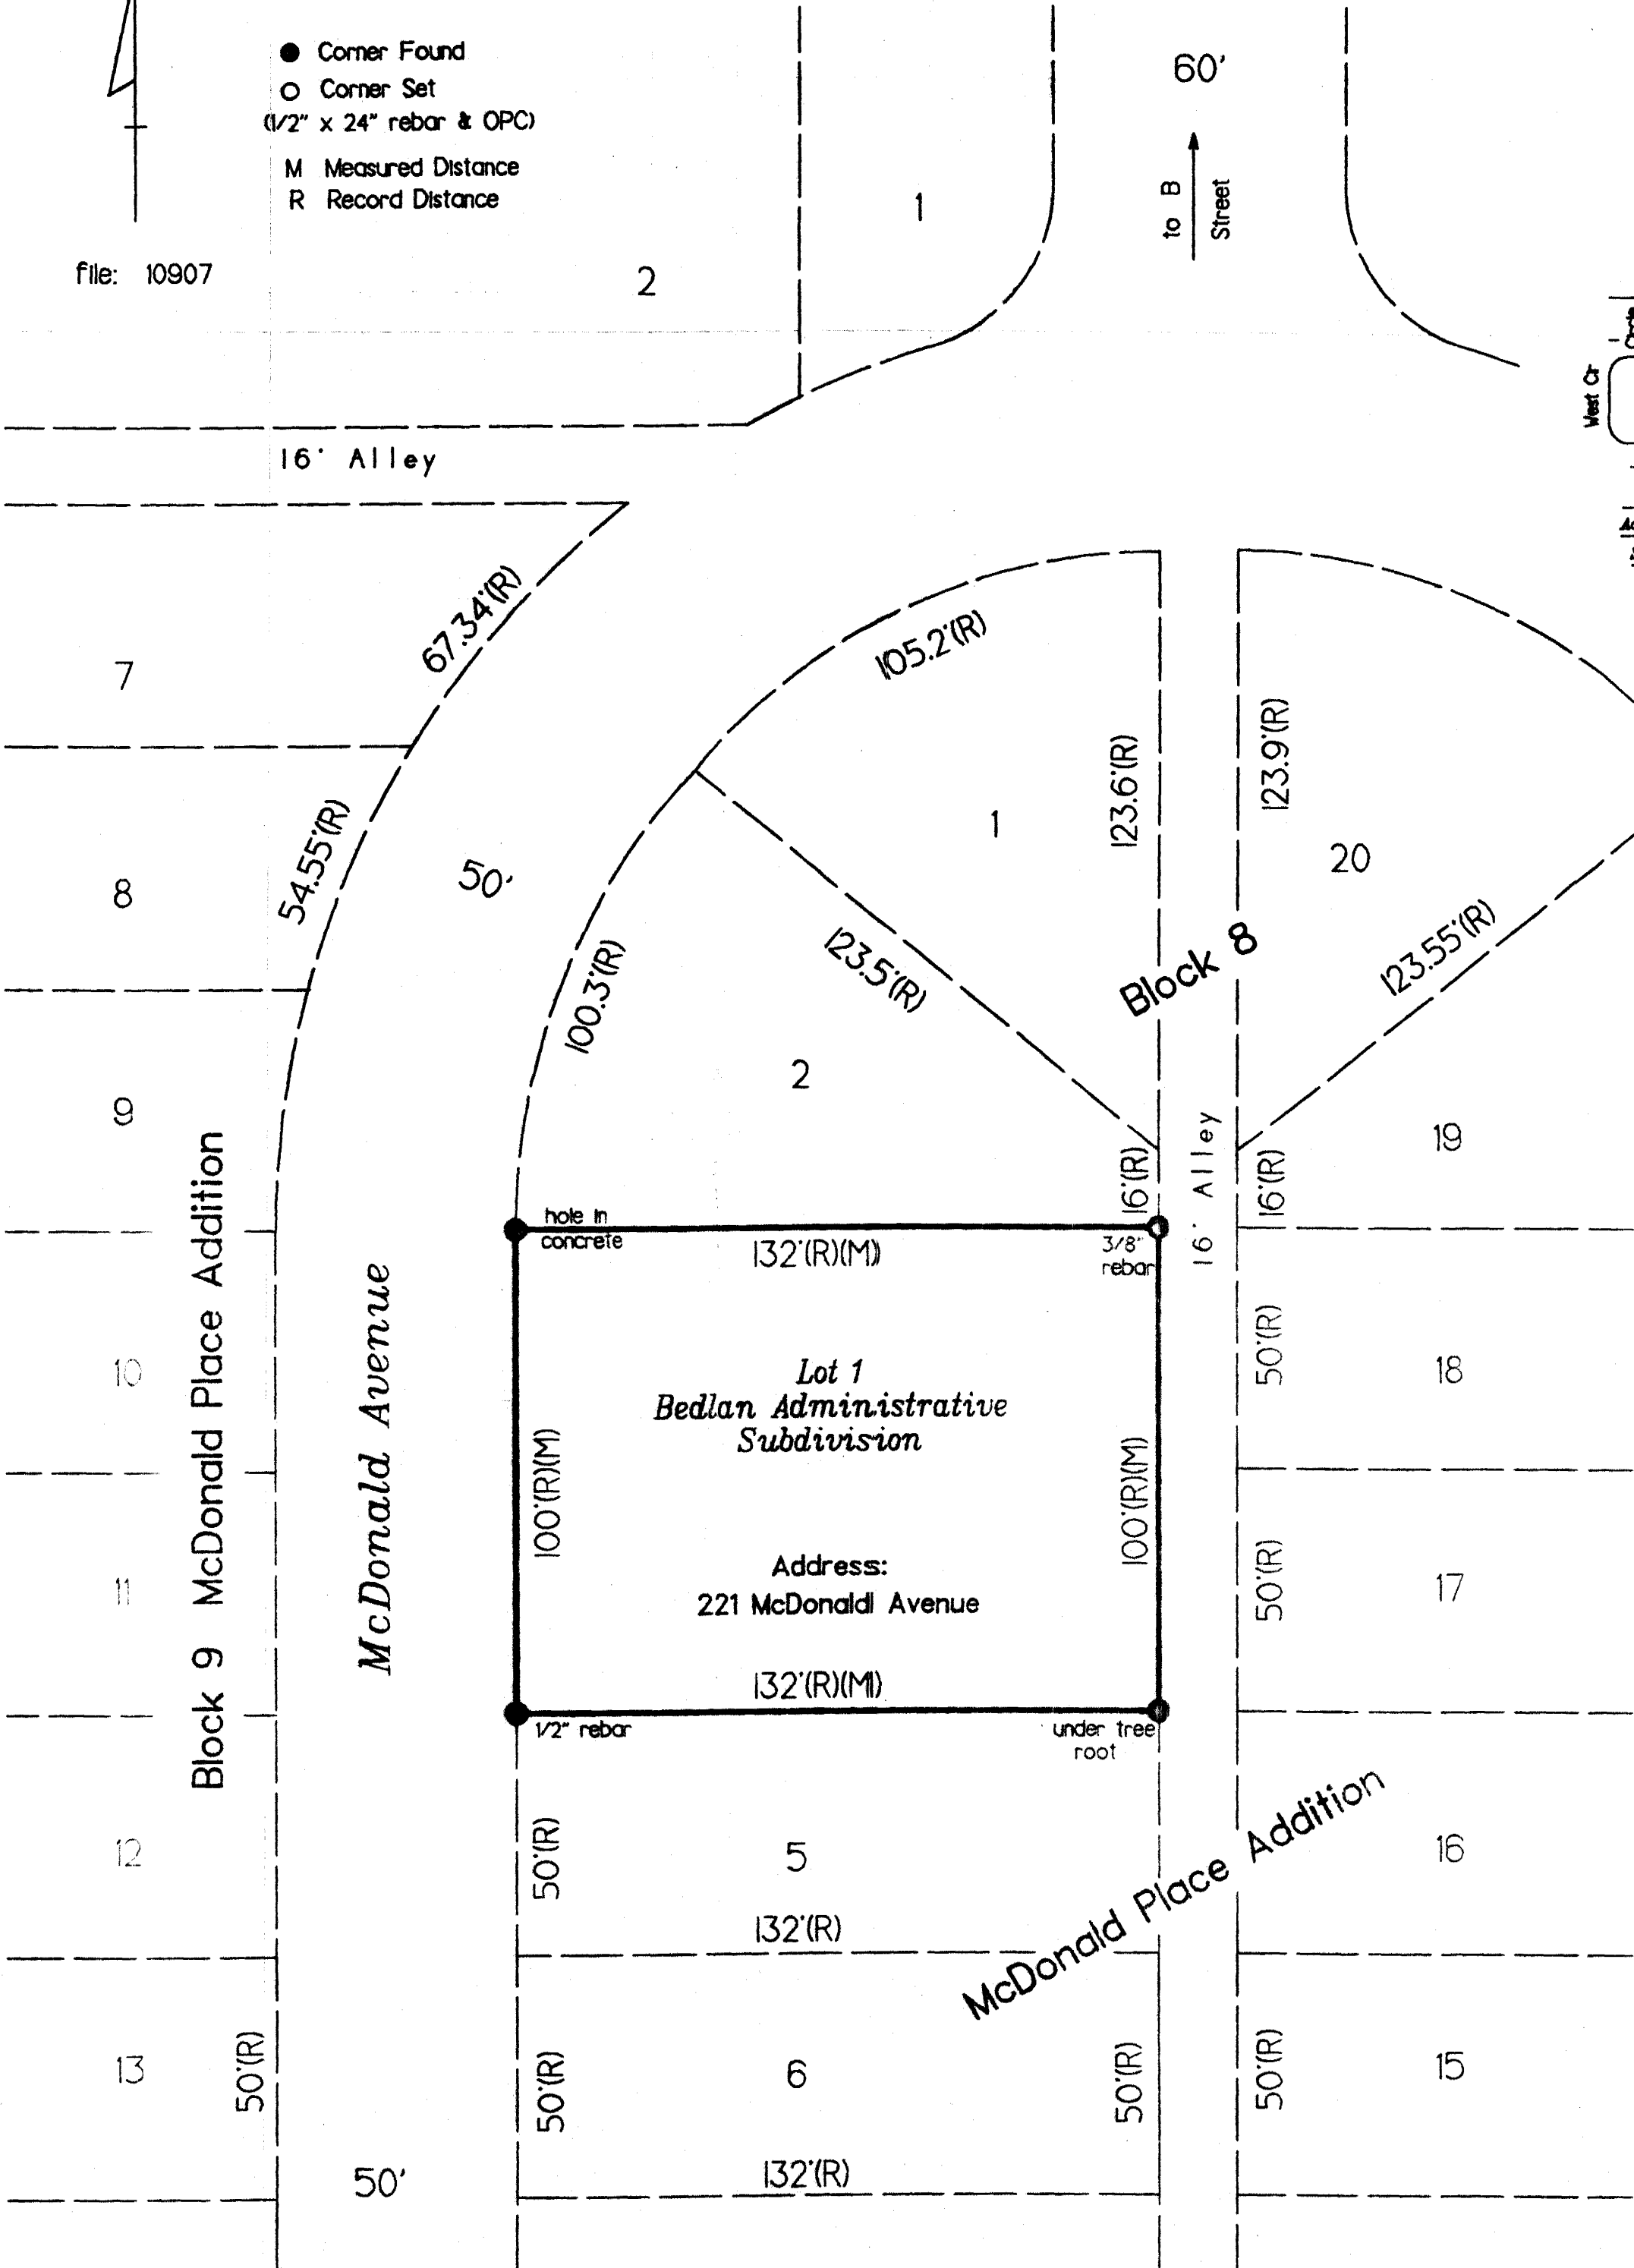 Corner Found
Corner Set
(1/2" x 24" rebar & OPC)
M Measured Distance
R Record Distance
file: 10907
60'
to B
Street
1
2
West Cr
Circle
16' Alley
67.34'(R)
105.2'(R)
7
123.6'(R)
123.9'(R)
1
20
54.55'(R)
8
50'
100.3'(R)
123.5'(R)
Block 8
123.55'(R)
2
9
19
16'(R)
16' Alley
16'(R)
hole in
concrete
132'(R)(M)
3/8"
rebar
Block 9 McDonald Place Addition
McDonald Avenue
10
Lot 1
Bedlan Administrative
Subdivision
50'(R)
18
100'(R)(M)
100'(R)(M)
Address:
221 McDonald Avenue
11
50'(R)
17
132'(R)(M)
1/2" rebar
under tree
root
12
50'(R)
5
132'(R)
McDonald Place Addition
16
13
50'(R)
50'(R)
6
50'(R)
50'(R)
15
50'
132'(R)